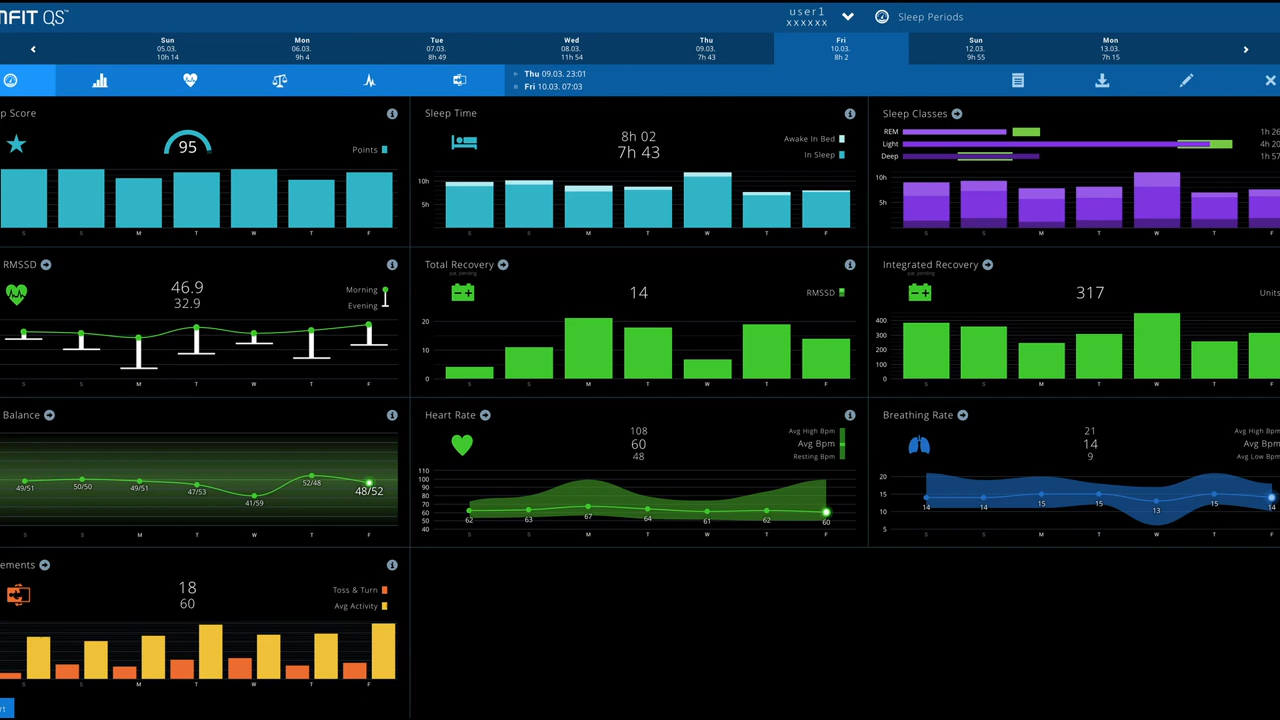 MFIT QS™
user1
xxxxxx
Sleep Periods
Sun
05.03.
10h 14
Mon
06.03.
9h 4
Tue
07.03.
8h 49
Wed
08.03.
11h 54
Thu
09.03.
7h 43
Fri
10.03.
8h 2
Sun
12.03.
9h 55
Mon
13.03.
7h 15
Thu 09.03. 23:01
Fri 10.03. 07:03
p Score
95
Points
S S M T W T F
Sleep Time
8h 02
7h 43
Awake In Bed
In Sleep
10h
5h
S S M T W T F
Sleep Classes
REM 1h 26
Light 4h 20
Deep 1h 57
10h
5h
S S M T W T F
RMSSD
46.9
32.9
Morning
Evening
S S M T W T F
Total Recovery
qat. pending
14
RMSSD
20
10
0
S S M T W T F
Integrated Recovery
qat. pending
317
Units
400
300
200
100
0
S S M T W T F
Balance
49/51 50/50 49/51 47/53 41/59 52/48 48/52
S S M T W T F
Heart Rate
108
60
48
Avg High Bpm
Avg Bpm
Resting Bpm
110
100
90
80
70
60
50
40
62 63 67 64 61 62 60
S S M T W T F
Breathing Rate
21
14
9
Avg High Bpm
Avg Bpm
Avg Low Bpm
20
15
10
5
14 14 15 15 13 15 14
S S M T W T F
ements
18
60
Toss & Turn
Avg Activity
S S M T W T F
rt